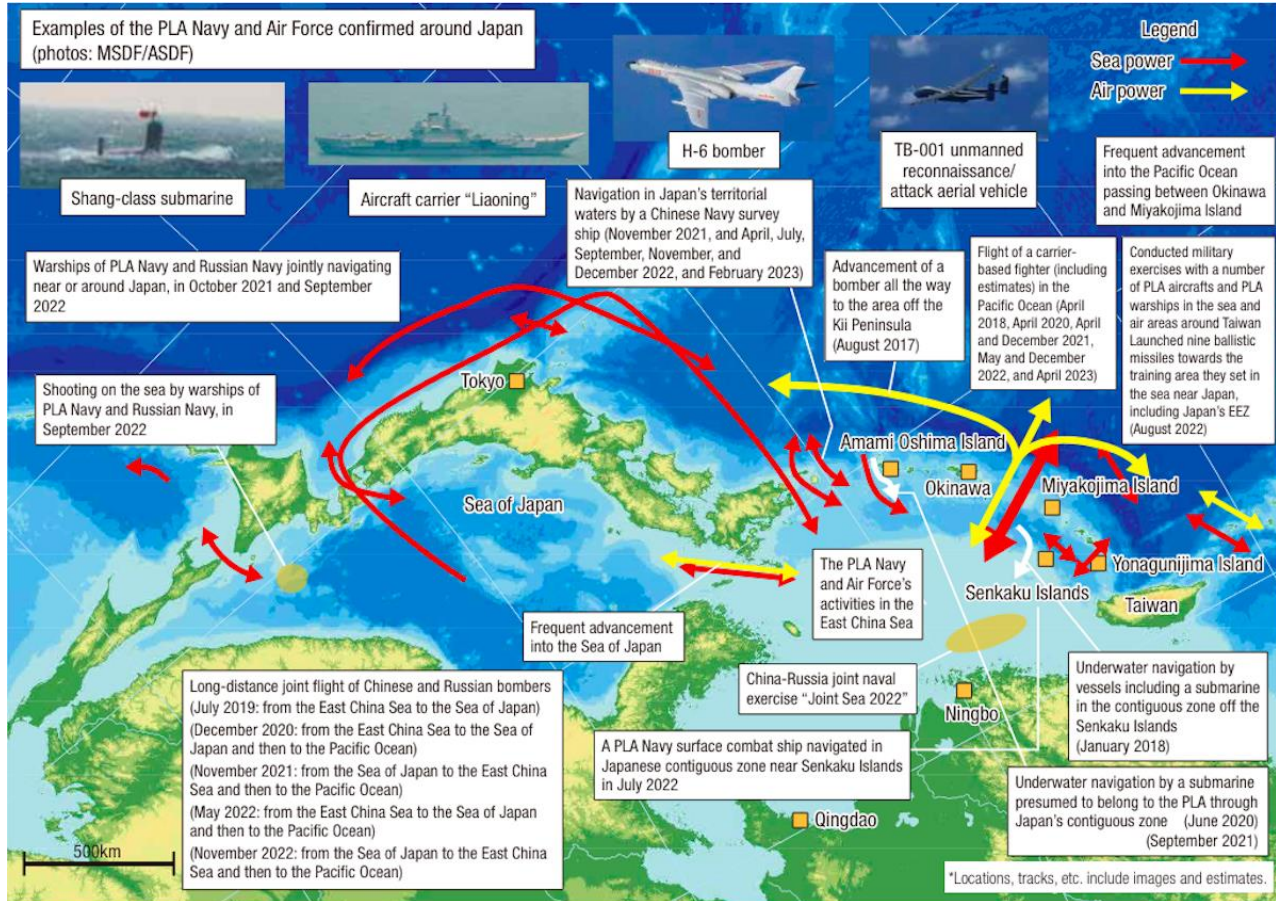 Examples of the PLA Navy and Air Force confirmed around Japan
(photos: MSDF/ASDF)
Legend
Sea power
Air power
Shang-class submarine
Aircraft carrier “Liaoning”
H-6 bomber
TB-001 unmanned
reconnaissance/
attack aerial vehicle
Frequent advancement
into the Pacific Ocean
passing between Okinawa
and Miyakojima Island
Warships of PLA Navy and Russian Navy jointly navigating
near or around Japan, in October 2021 and September
2022
Navigation in Japan’s territorial
waters by a Chinese Navy survey
ship (November 2021, and April, July,
September, November, and
December 2022, and February 2023)
Advancement of a
bomber all the way
to the area off the
Kii Peninsula
(August 2017)
Flight of a carrier-
based fighter (including
estimates) in the
Pacific Ocean (April
2018, April 2020, April
and December 2021,
May and December
2022, and April 2023)
Conducted military
exercises with a number
of PLA aircrafts and PLA
warships in the sea and
air areas around Taiwan
Launched nine ballistic
missiles towards the
training area they set in
the sea near Japan,
including Japan’s EEZ
(August 2022)
Shooting on the sea by warships of
PLA Navy and Russian Navy, in
September 2022
Tokyo
Sea of Japan
Amami Oshima Island
Okinawa
Miyakojima Island
Yonagunijima Island
Senkaku Islands
Taiwan
The PLA Navy
and Air Force’s
activities in the
East China Sea
Frequent advancement
into the Sea of Japan
China-Russia joint naval
exercise “Joint Sea 2022”
Ningbo
Underwater navigation by
vessels including a submarine
in the contiguous zone off the
Senkaku Islands
(January 2018)
A PLA Navy surface combat ship navigated in
Japanese contiguous zone near Senkaku Islands
in July 2022
Underwater navigation by a submarine
presumed to belong to the PLA through
Japan’s contiguous zone (June 2020)
(September 2021)
Qingdao
Long-distance joint flight of Chinese and Russian bombers
(July 2019: from the East China Sea to the Sea of Japan)
(December 2020: from the East China Sea to the Sea of
Japan and then to the Pacific Ocean)
(November 2021: from the Sea of Japan to the East China
Sea and then to the Pacific Ocean)
(May 2022: from the East China Sea to the Sea of Japan
and then to the Pacific Ocean)
(November 2022: from the Sea of Japan to the East China
Sea and then to the Pacific Ocean)
500km
*Locations, tracks, etc. include images and estimates.